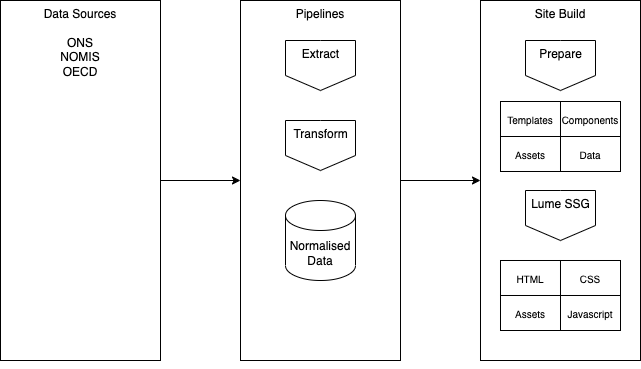 Data Sources
ONS
NOMIS
OECD
Pipelines
Extract
Transform
Normalised
Data
Site Build
Prepare
Templates
Components
Assets
Data
Lume SSG
HTML
CSS
Assets
Javascript